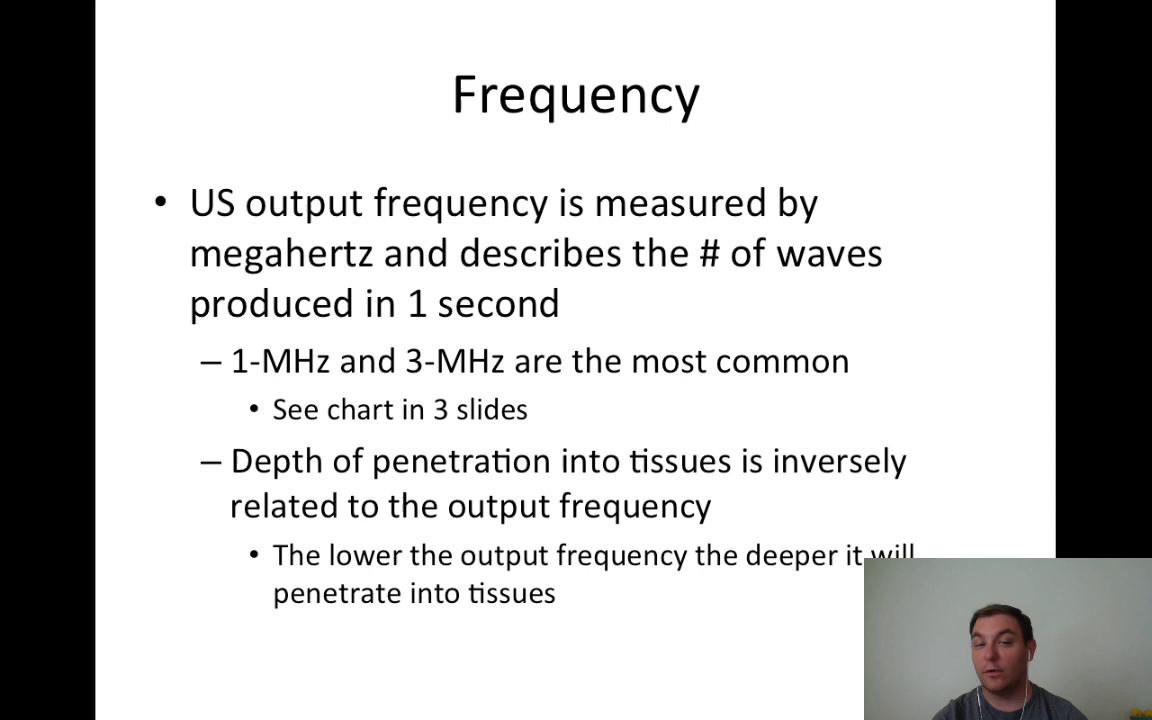 Frequency
• US output frequency is measured by
megahertz and describes the # of waves
produced in 1 second
– 1-MHz and 3-MHz are the most common
• See chart in 3 slides
– Depth of penetration into tissues is inversely
related to the output frequency
• The lower the output frequency the deeper it will
penetrate into tissues